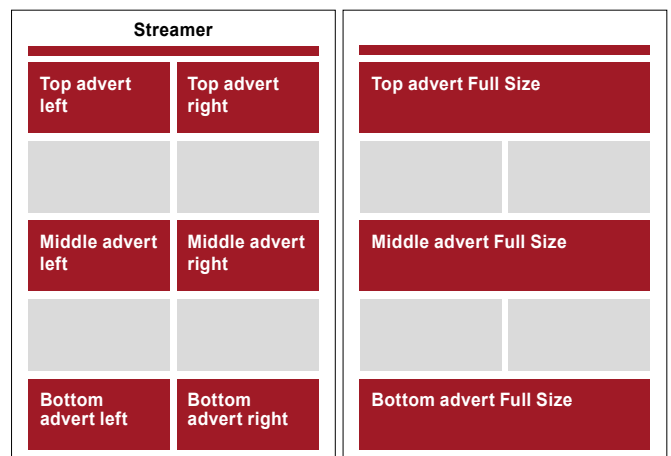 Streamer
Top advert
left
Top advert
right
Middle advert
left
Middle advert
right
Bottom
advert left
Bottom
advert right
Top advert Full Size
Middle advert Full Size
Bottom advert Full Size